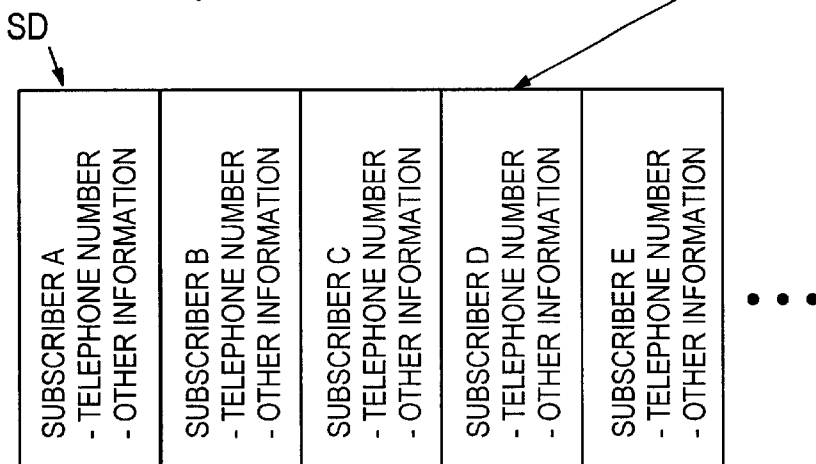 SD
SUBSCRIBER A
- TELEPHONE NUMBER
- OTHER INFORMATION
SUBSCRIBER B
- TELEPHONE NUMBER
- OTHER INFORMATION
SUBSCRIBER C
- TELEPHONE NUMBER
- OTHER INFORMATION
SUBSCRIBER D
- TELEPHONE NUMBER
- OTHER INFORMATION
SUBSCRIBER E
- TELEPHONE NUMBER
- OTHER INFORMATION
• • •